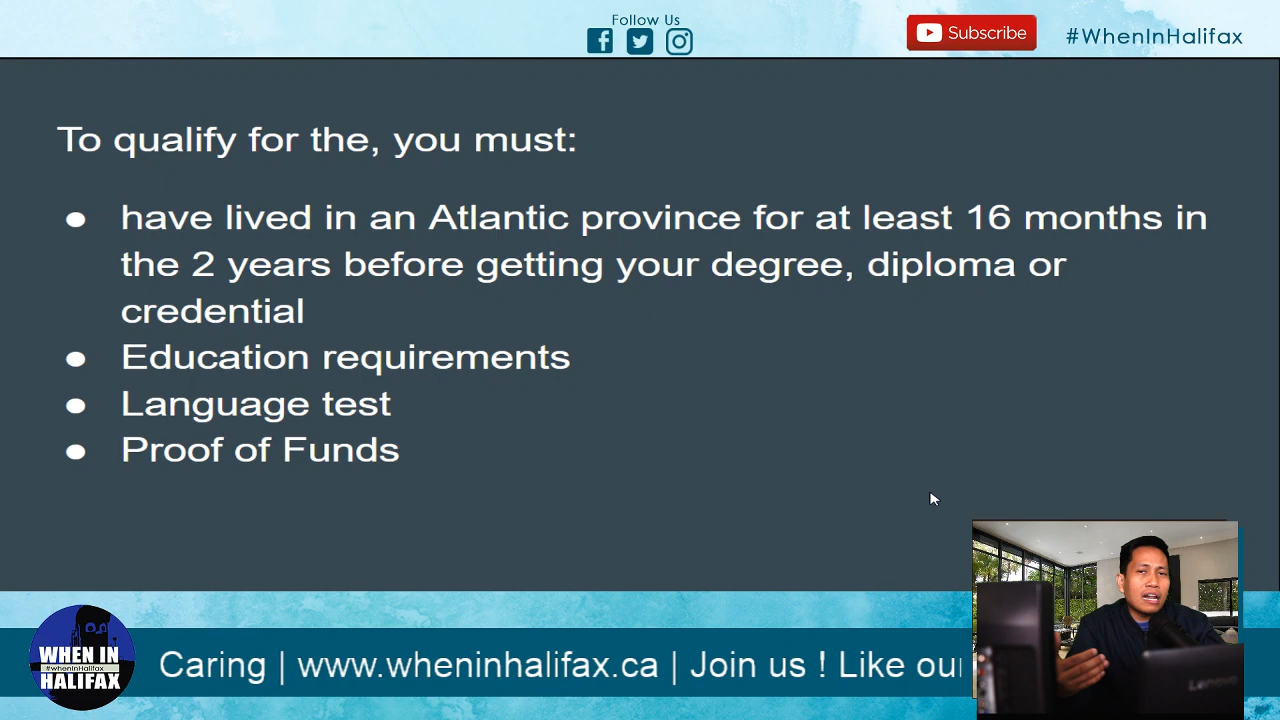 Follow Us
Subscribe
#WhenInHalifax
To qualify for the, you must:
● have lived in an Atlantic province for at least 16 months in
the 2 years before getting your degree, diploma or
credential
● Education requirements
● Language test
● Proof of Funds
WHEN IN
#whenInHalifax
HALIFAX
Caring | www.wheninhalifax.ca | Join us ! Like our
Lenovo